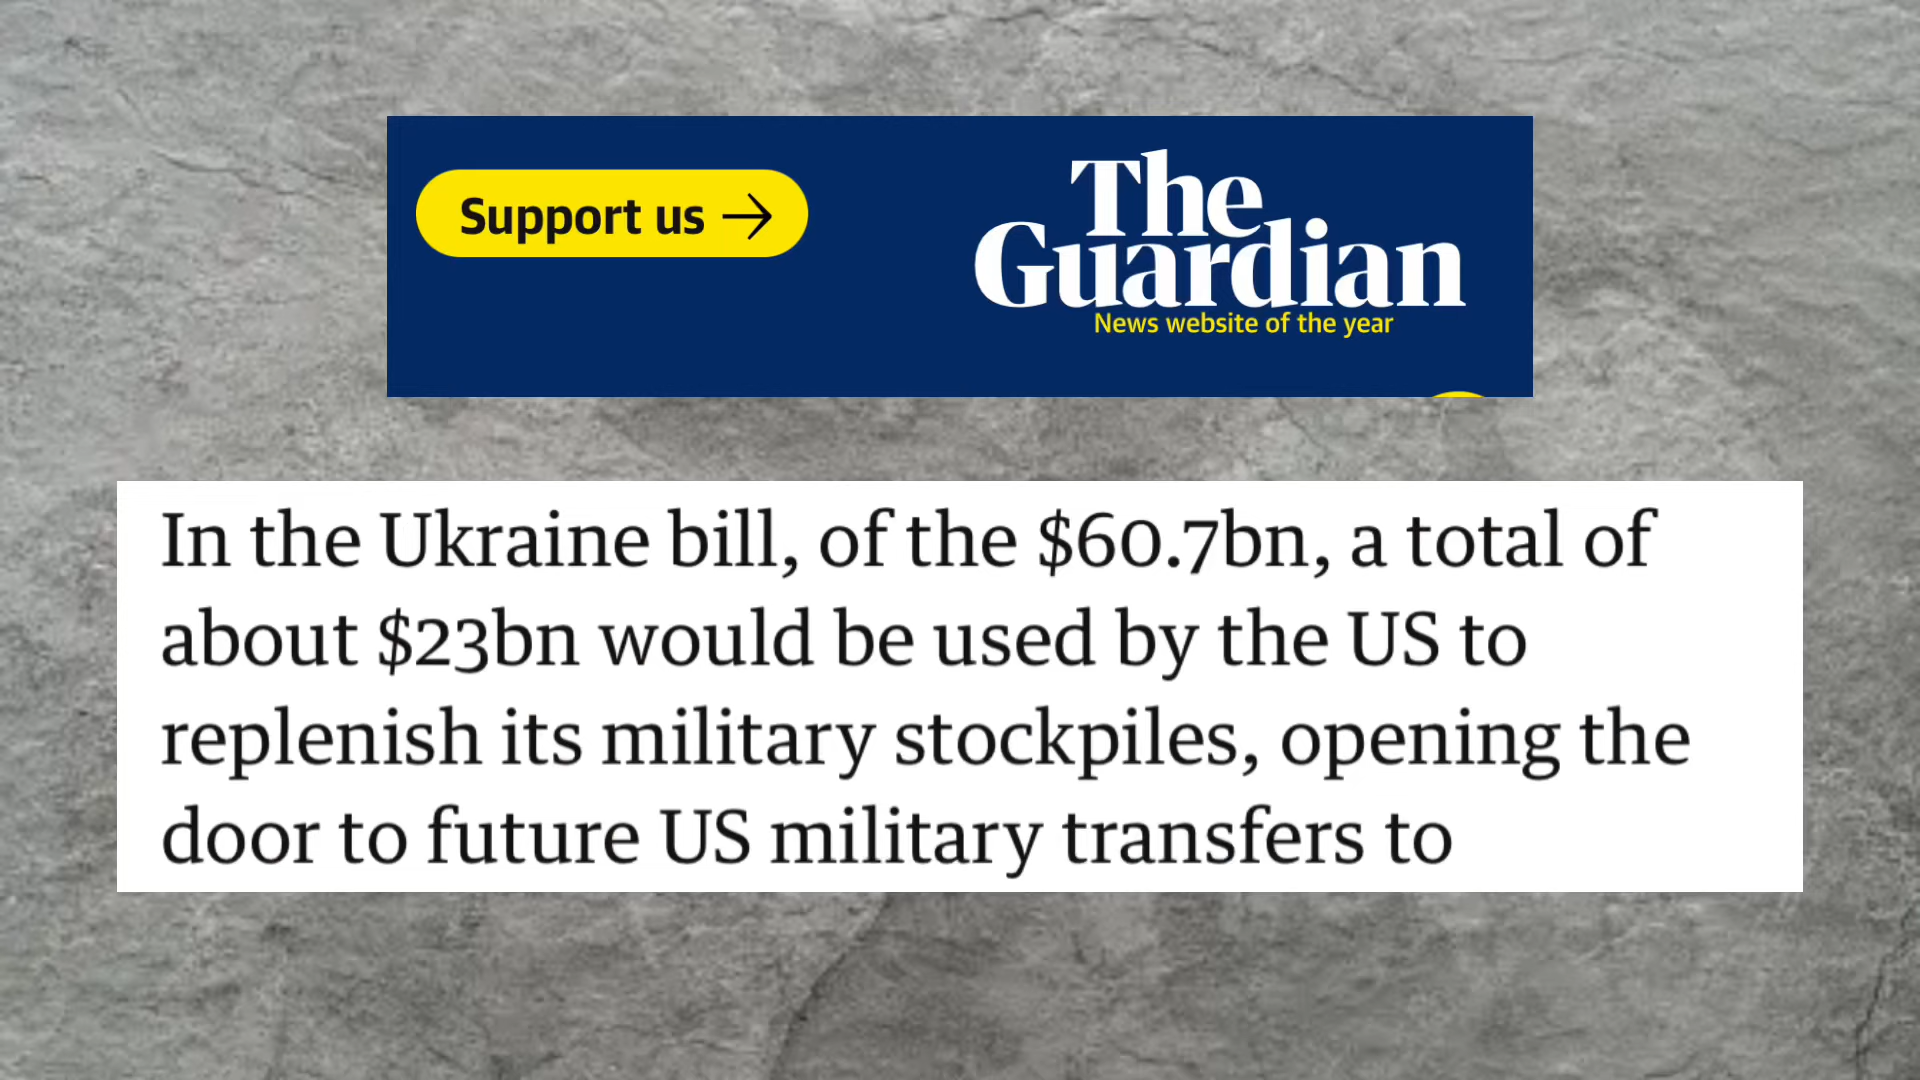 Support us →
The
Guardian
News website of the year
In the Ukraine bill, of the $60.7bn, a total of
about $23bn would be used by the US to
replenish its military stockpiles, opening the
door to future US military transfers to